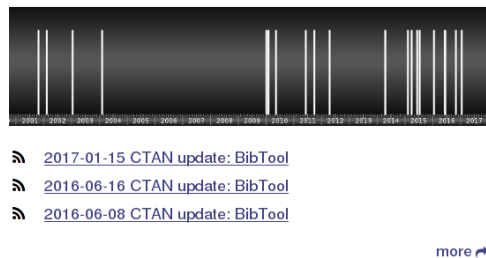 2001 2002 2003 2004 2005 2006 2007 2008 2009 2010 2011 2012 2013 2014 2015 2016 2017
2017-01-15 CTAN update: BibTool
2016-06-16 CTAN update: BibTool
2016-06-08 CTAN update: BibTool
more